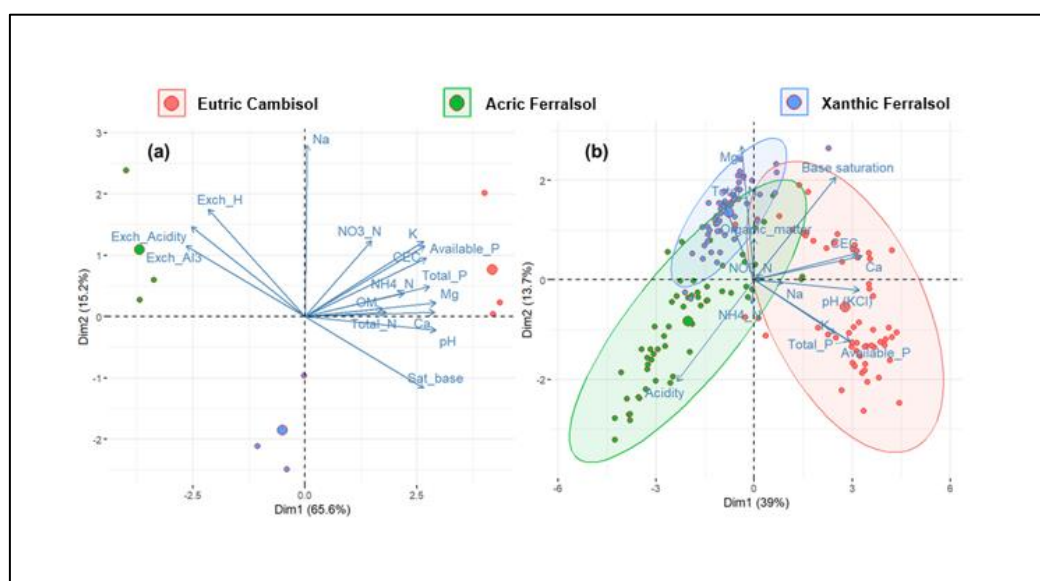 Eutric Cambisol
Acric Ferralsol
Xanthic Ferralsol
(a)
Na
Exch_H
Exch_Acidity
Exch_Al3
NO3_N
K
CEC
Available_P
Total_P
NH4_N
Mg
OM
Total_N
Ca
pH
Sat_base
3
2
1
0
-1
-2
Dim2 (15.2%)
-2.5
0.0
2.5
Dim1 (65.6%)
(b)
Mg
Base saturation
Organic_matter
CEC
Ca
Na
pH (KCl)
NH4_N
K
Total_P
Available_P
Acidity
2
0
-2
Dim2 (13.7%)
-6
-3
0
3
6
Dim1 (39%)